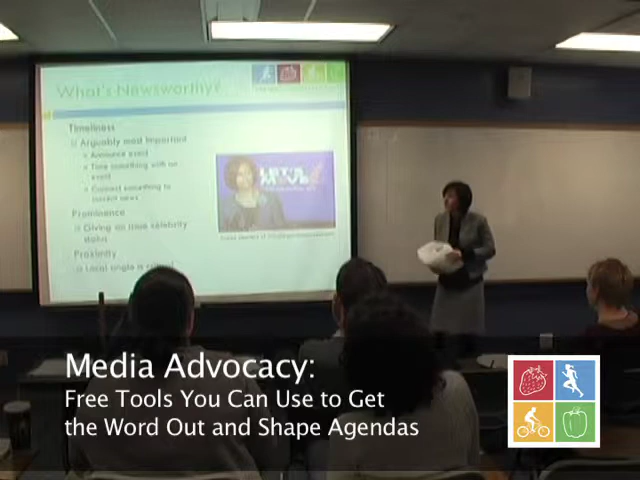 What's Newsworthy?
Timeliness
Arguably most important
Announce event
Time something with an
event
Connect something to
current news
Prominence
Giving an issue celebrity
status
Proximity
Local angle is
LET'S
MOVE
Media Advocacy:
Free Tools You Can Use to Get
the Word Out and Shape Agendas